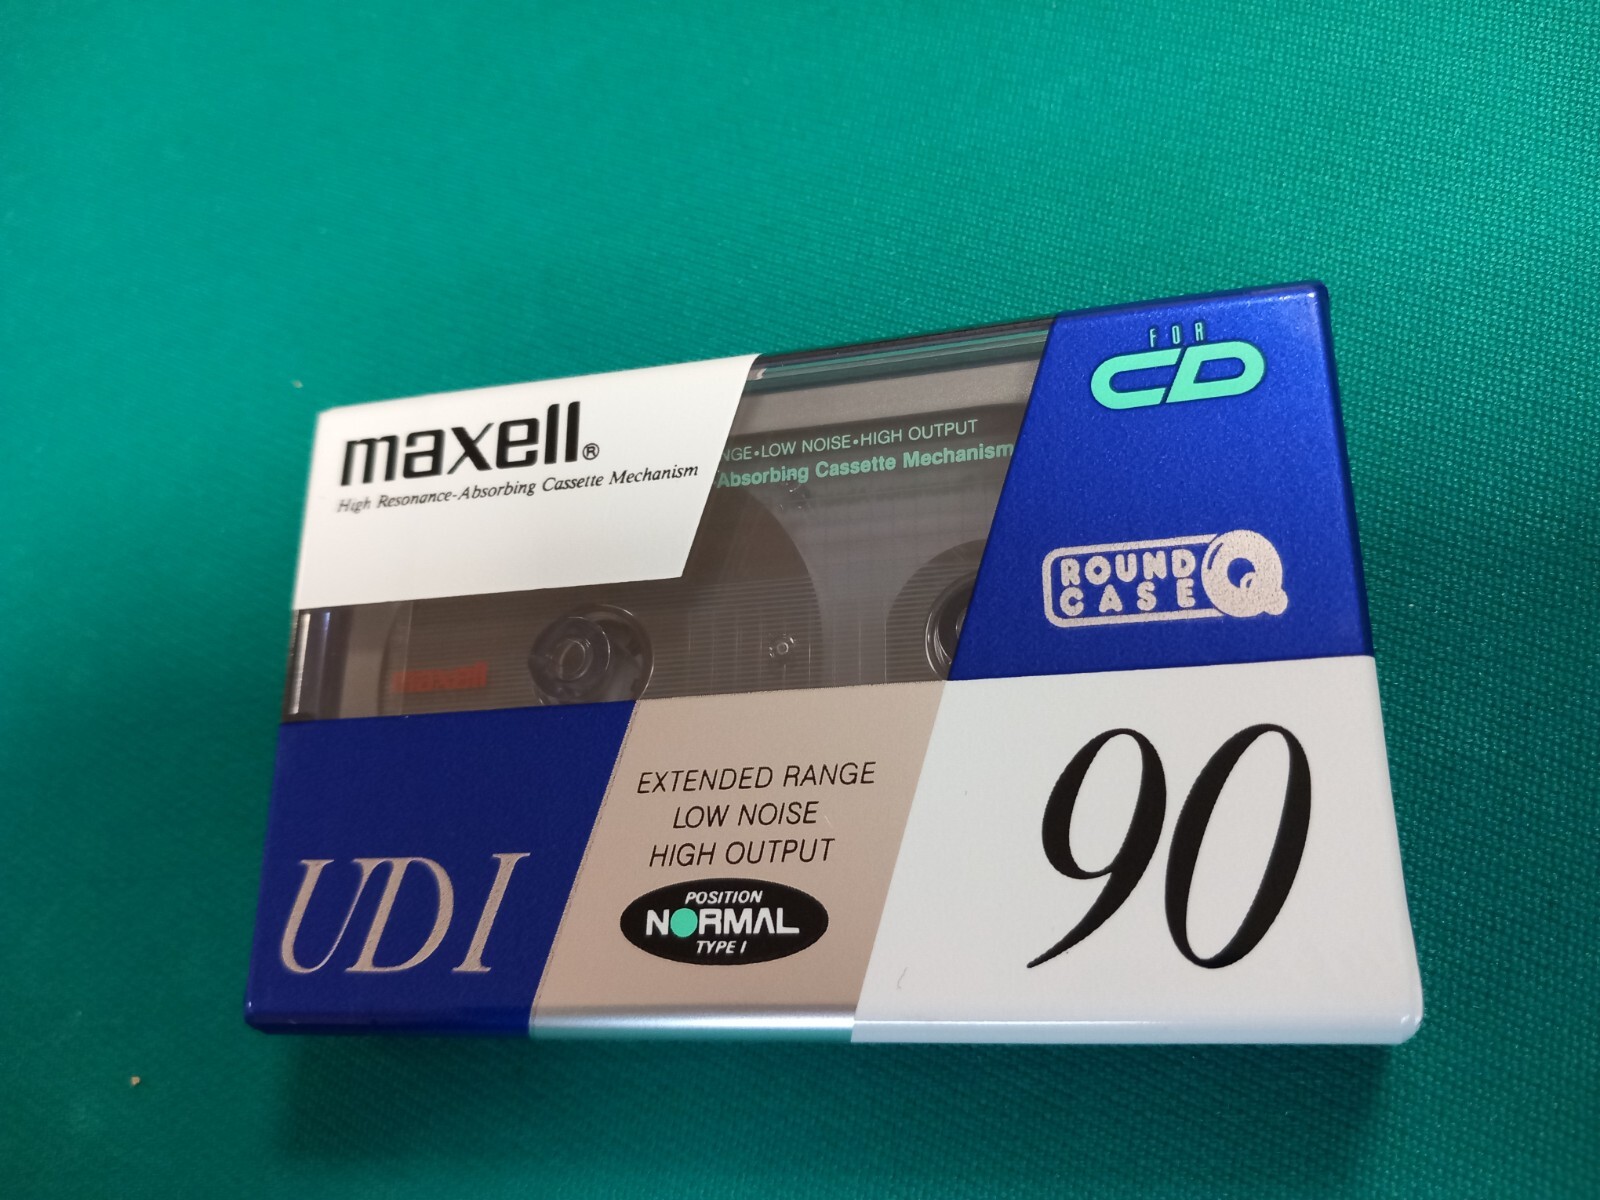 maxell®
High Resonance-Absorbing Cassette Mechanism
LOW NOISE•HIGH OUTPUT
Absorbing Cassette Mechanism
maxell
FOR
CD
ROUND
CASE
UDI
EXTENDED RANGE
LOW NOISE
HIGH OUTPUT
POSITION
NORMAL
TYPE I
90